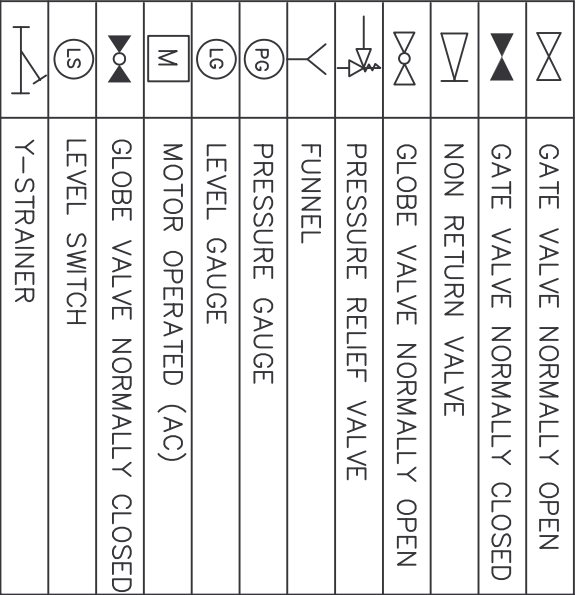 GATE VALVE NORMALLY OPEN
GATE VALVE NORMALLY CLOSED
NON RETURN VALVE
GLOBE VALVE NORMALLY OPEN
PRESSURE RELIEF VALVE
FUNNEL
PG PRESSURE GAUGE
LG LEVEL GAUGE
M MOTOR OPERATED (AC)
GLOBE VALVE NORMALLY CLOSED
LS LEVEL SWITCH
Y-STRAINER